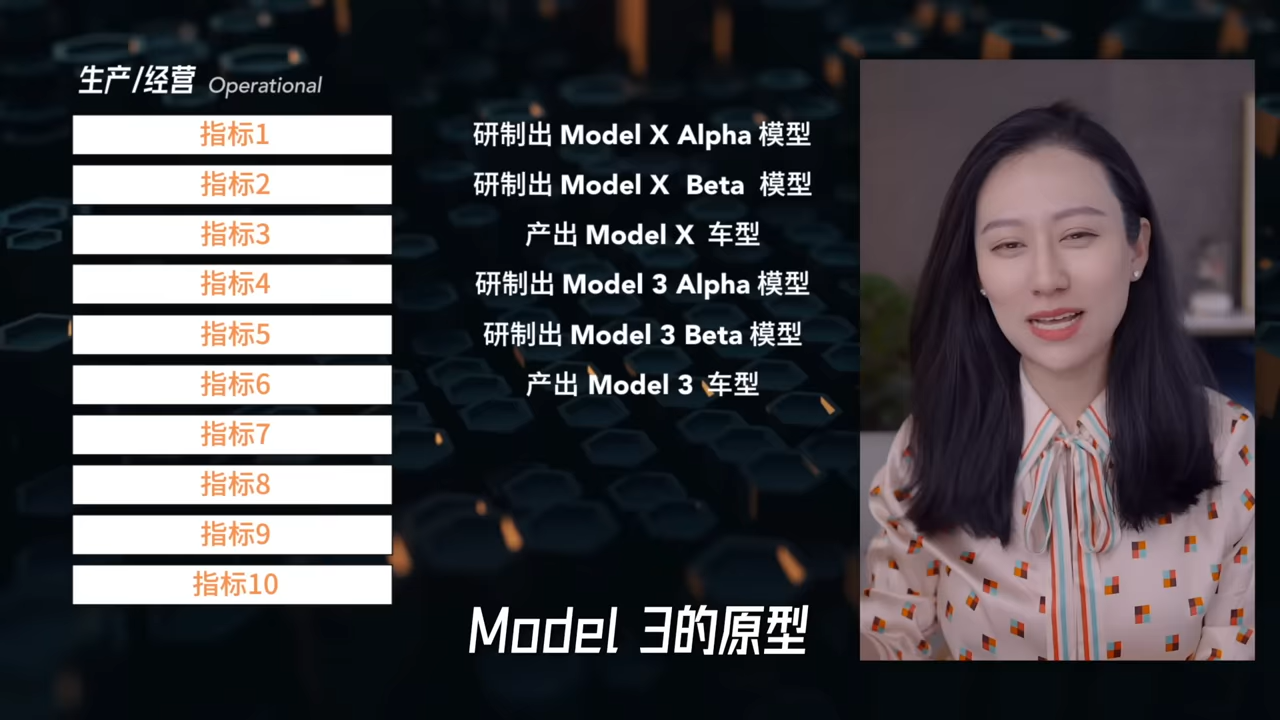 生产/经营 Operational
指标1 研制出 Model X Alpha 模型
指标2 研制出 Model X Beta 模型
指标3 产出 Model X 车型
指标4 研制出 Model 3 Alpha 模型
指标5 研制出 Model 3 Beta 模型
指标6 产出 Model 3 车型
指标7
指标8
指标9
指标10
Model 3的原型